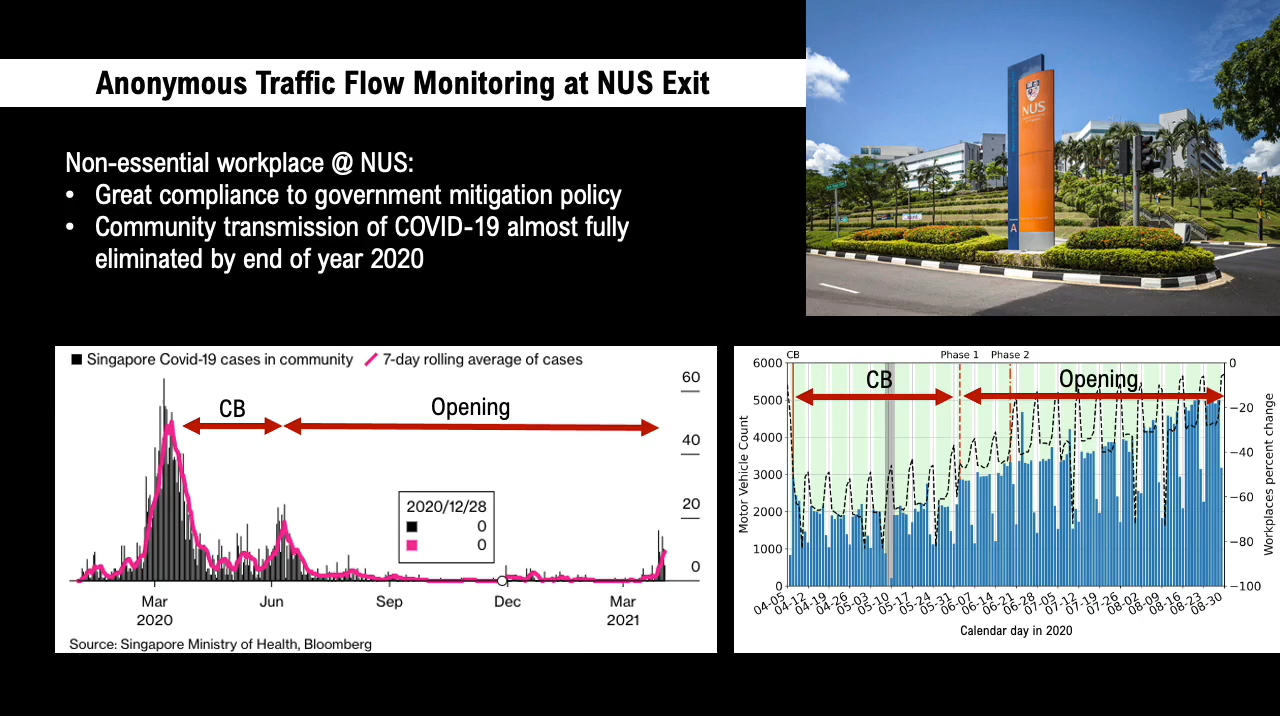 Anonymous Traffic Flow Monitoring at NUS Exit
Non-essential workplace @ NUS:
• Great compliance to government mitigation policy
• Community transmission of COVID-19 almost fully
eliminated by end of year 2020
NUS
A
Singapore Covid-19 cases in community
7-day rolling average of cases
60
40
20
0
CB
Opening
2020/12/28
0
0
Mar
2020
Jun
Sep
Dec
Mar
2021
Source: Singapore Ministry of Health, Bloomberg
CB
Phase 1
Phase 2
CB
Opening
Motor Vehicle Count
6000
5000
4000
3000
2000
1000
0
0
−20
−40
−60
−80
−100
Workplaces percent change
04-05
04-12
04-19
04-26
05-03
05-10
05-17
05-24
05-31
06-07
06-14
06-21
06-28
07-05
07-12
07-19
07-26
08-02
08-09
08-16
08-23
08-30
Calendar day in 2020